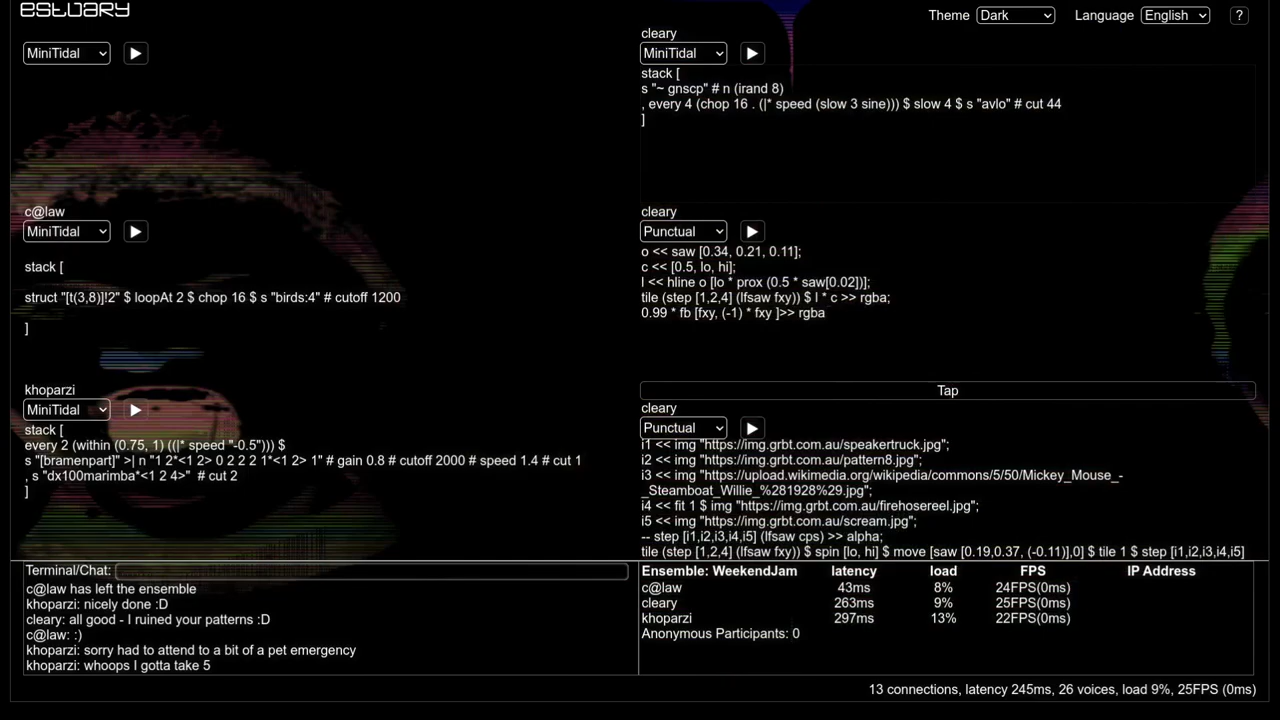 estuary
Theme Dark Language English ?
MiniTidal
cleary
MiniTidal
stack [
s "~ gnscp" # n (irand 8)
, every 4 (chop 16 . (|* speed (slow 3 sine))) $ slow 4 $ s "avlo" # cut 44
]
c@law
MiniTidal
stack [
struct "[t(3,8)]!2" $ loopAt 2 $ chop 16 $ s "birds:4" # cutoff 1200
]
cleary
Punctual
o << saw [0.34, 0.21, 0.11];
c << [0.5, lo, hi];
l << hline o [lo * prox (0.5 * saw[0.02])];
tile (step [1,2,4] (lfsaw fxy)) $ l * c >> rgba;
0.99 * fb [fxy, (-1) * fxy ]>> rgba
khoparzi
MiniTidal
stack [
every 2 (within (0.75, 1) ((|* speed "-0.5"))) $
s "[bramenpart]" >| n "1 2*<1 2> 0 2 2 2 1*<1 2> 1" # gain 0.8 # cutoff 2000 # speed 1.4 # cut 1
, s "dx100marimba*<1 2 4>"  # cut 2
]
Tap
cleary
Punctual
i1 << img "https://img.grbt.com.au/speakertruck.jpg";
i2 << img "https://img.grbt.com.au/pattern8.jpg";
i3 << img "https://upload.wikimedia.org/wikipedia/commons/5/50/Mickey_Mouse_-
_Steamboat_Willie_%281928%29.jpg";
i4 << fit 1 $ img "https://img.grbt.com.au/firehosereel.jpg";
i5 << img "https://img.grbt.com.au/scream.jpg";
-- step [i1,i2,i3,i4,i5] (lfsaw cps) >> alpha;
tile (step [1,2,4] (lfsaw fxy)) $ spin [lo, hi] $ move [saw [0.19,0.37, (-0.11)],0] $ tile 1 $ step [i1,i2,i3,i4,i5]
Terminal/Chat:
c@law has left the ensemble
khoparzi: nicely done :D
cleary: all good - I ruined your patterns :D
c@law: :)
khoparzi: sorry had to attend to a bit of a pet emergency
khoparzi: whoops I gotta take 5
Ensemble: WeekendJam latency load FPS IP Address
c@law 43ms 8% 24FPS(0ms)
cleary 263ms 9% 25FPS(0ms)
khoparzi 297ms 13% 22FPS(0ms)
Anonymous Participants: 0
13 connections, latency 245ms, 26 voices, load 9%, 25FPS (0ms)